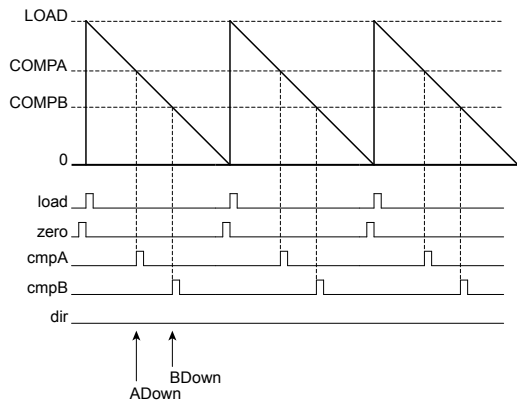 LOAD
COMPA
COMPB
0
load
zero
cmpA
cmpB
dir
BDown
ADown